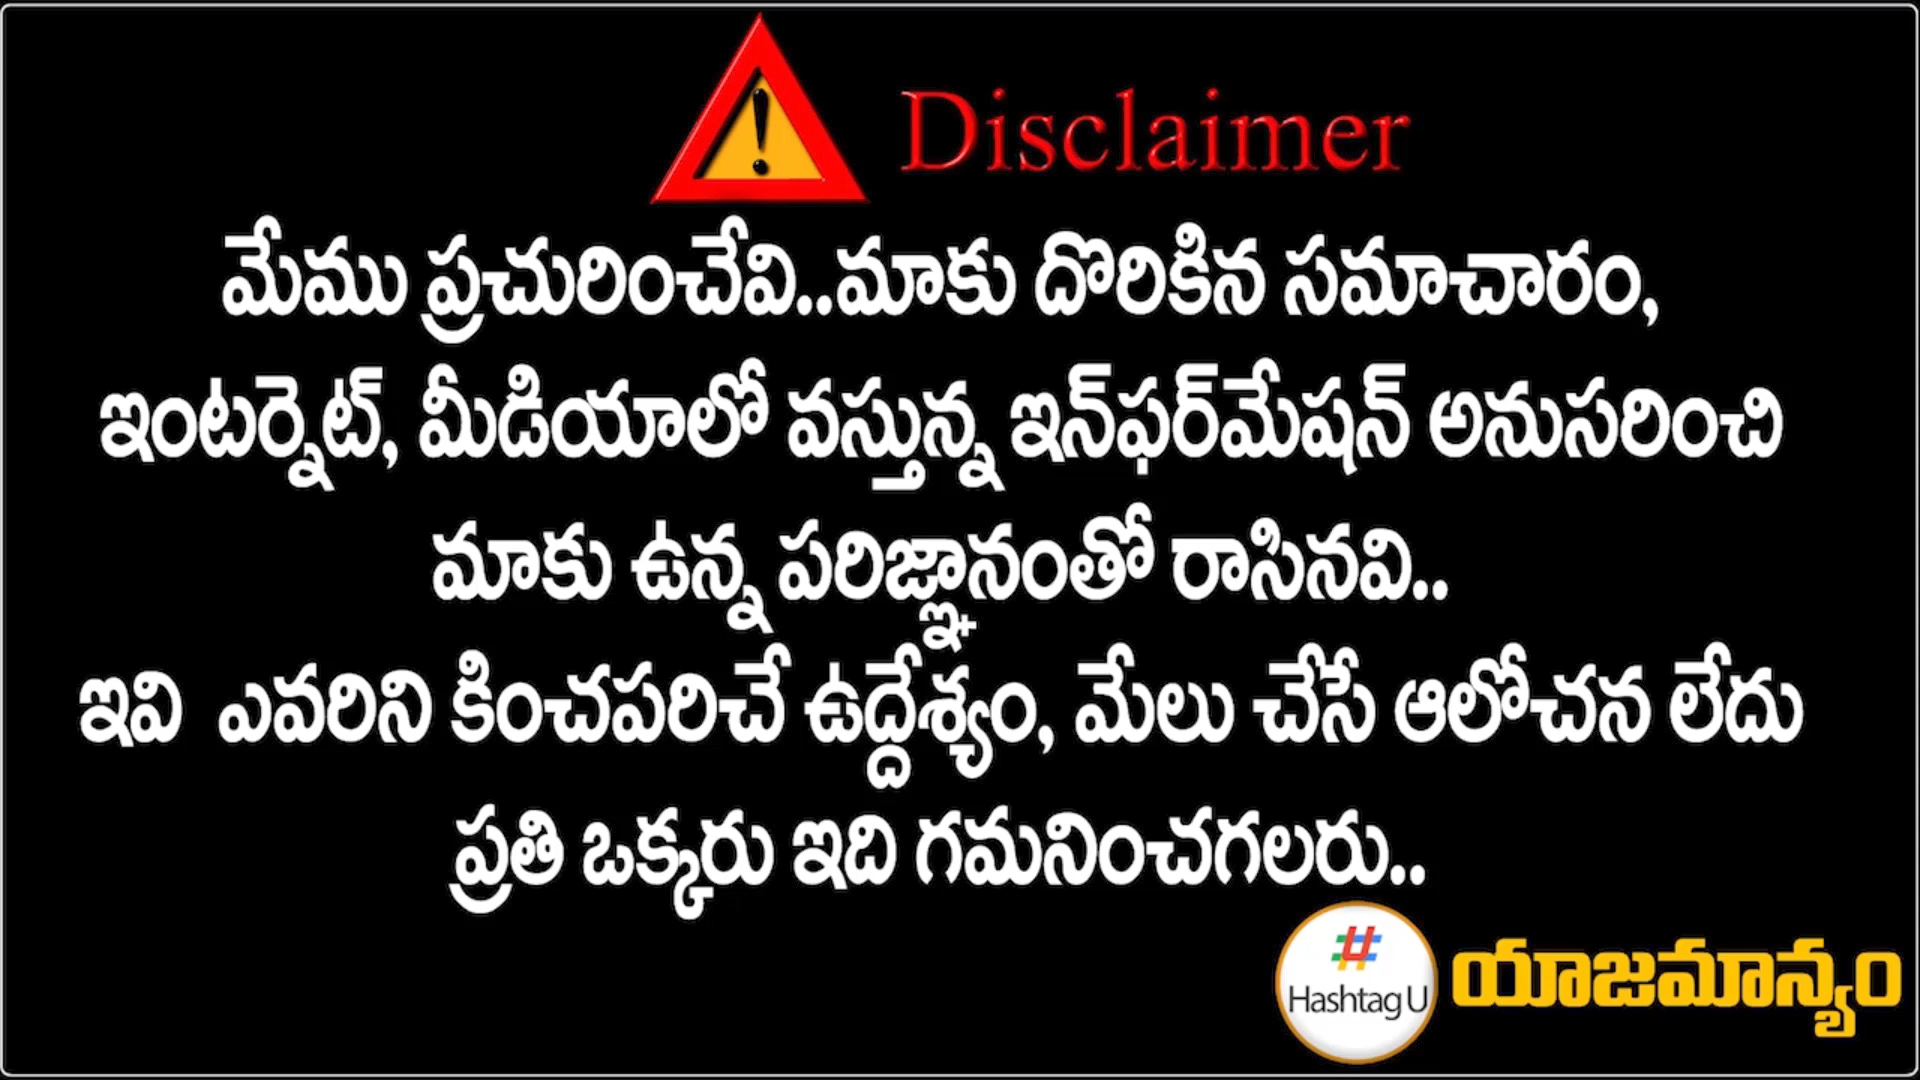 Disclaimer
మేము ప్రచురించేవి..మాకు దొరికిన సమాచారం,
ఇంటర్నెట్, మీడియాలో వస్తున్న ఇన్‌ఫర్‌మేషన్ అనుసరించి
మాకు ఉన్న పరిజ్ఞానంతో రాసినవి..
ఇవి ఎవరిని కించపరిచే ఉద్దేశ్యం, మేలు చేసే ఆలోచన లేదు
ప్రతి ఒక్కరు ఇది గమనించగలరు..
Hashtag U
యాజమాన్యం